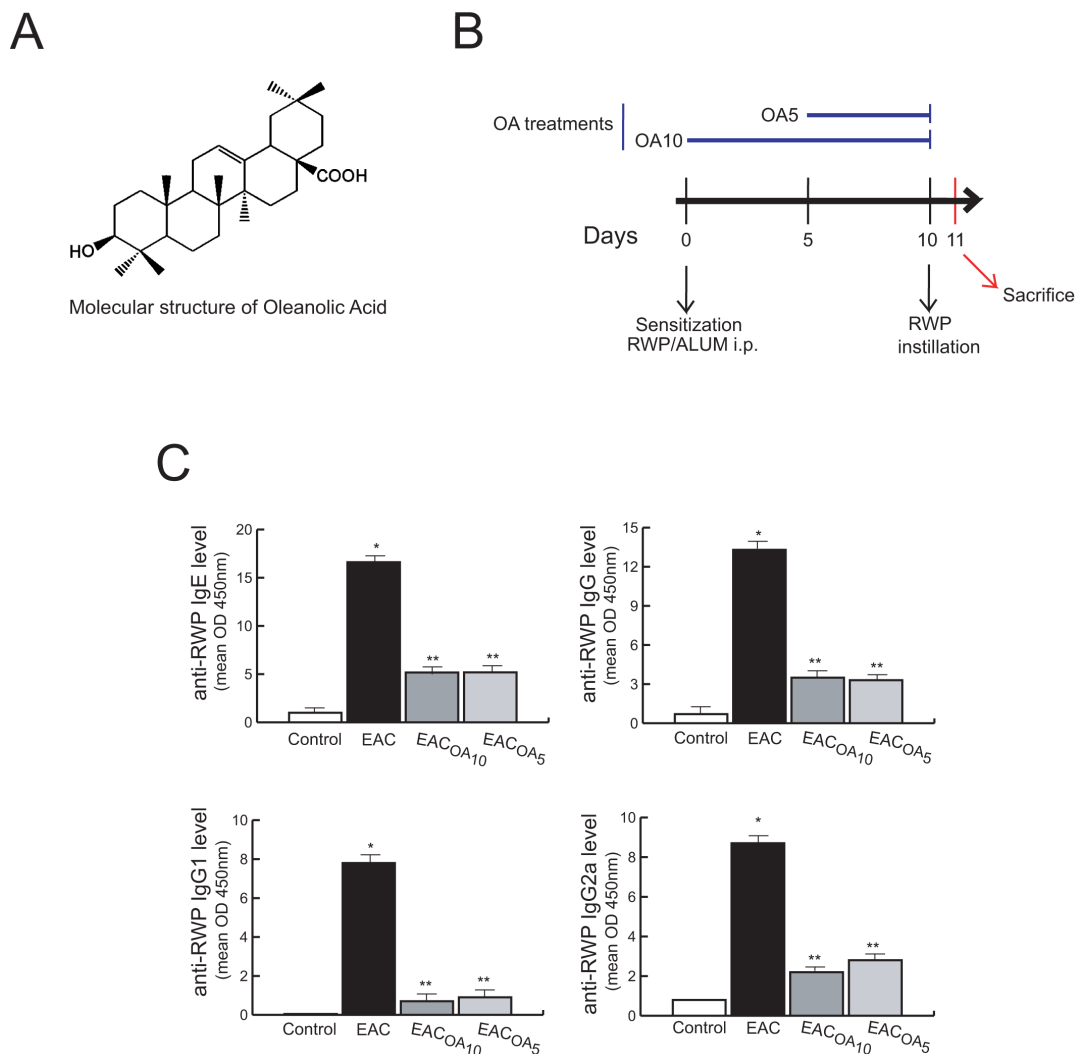 A
HO
COOH
Molecular structure of Oleanolic Acid
B
OA treatments
OA5
OA10
Days
0
5
10
11
Sacrifice
Sensitization
RWP/ALUM i.p.
RWP
instillation
C
anti-RWP IgE level
(mean OD 450nm)
20
15
10
5
0
*
**
**
Control
EAC
EACOA10
EACOA5
anti-RWP IgG level
(mean OD 450nm)
15
12
9
6
3
0
*
**
**
Control
EAC
EACOA10
EACOA5
anti-RWP IgG1 level
(mean OD 450nm)
10
8
6
4
2
0
*
**
**
Control
EAC
EACOA10
EACOA5
anti-RWP IgG2a level
(mean OD 450nm)
10
8
6
4
2
0
*
**
**
Control
EAC
EACOA10
EACOA5